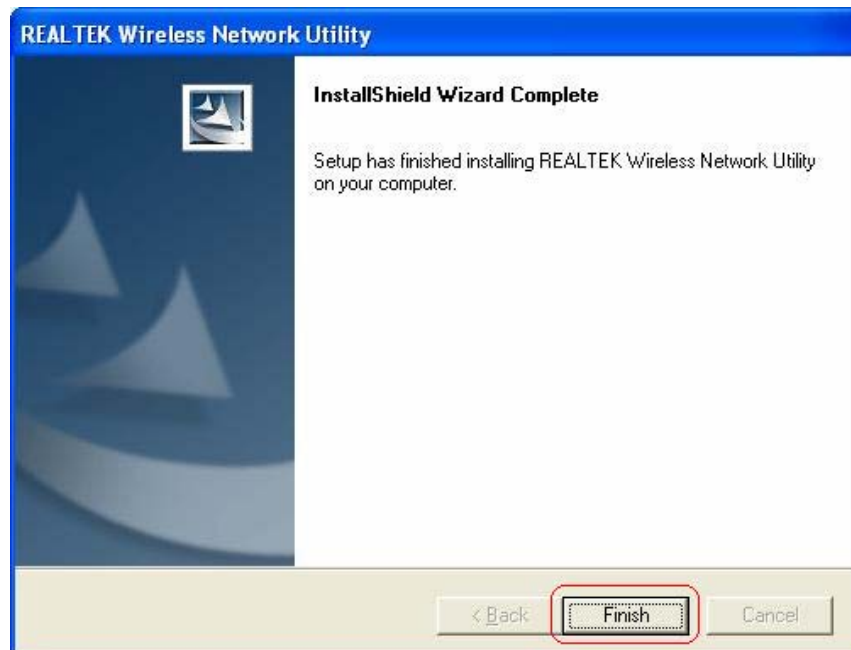 REALTEK Wireless Network Utility
InstallShield Wizard Complete
Setup has finished installing REALTEK Wireless Network Utility
on your computer.
< Back
Finish
Cancel